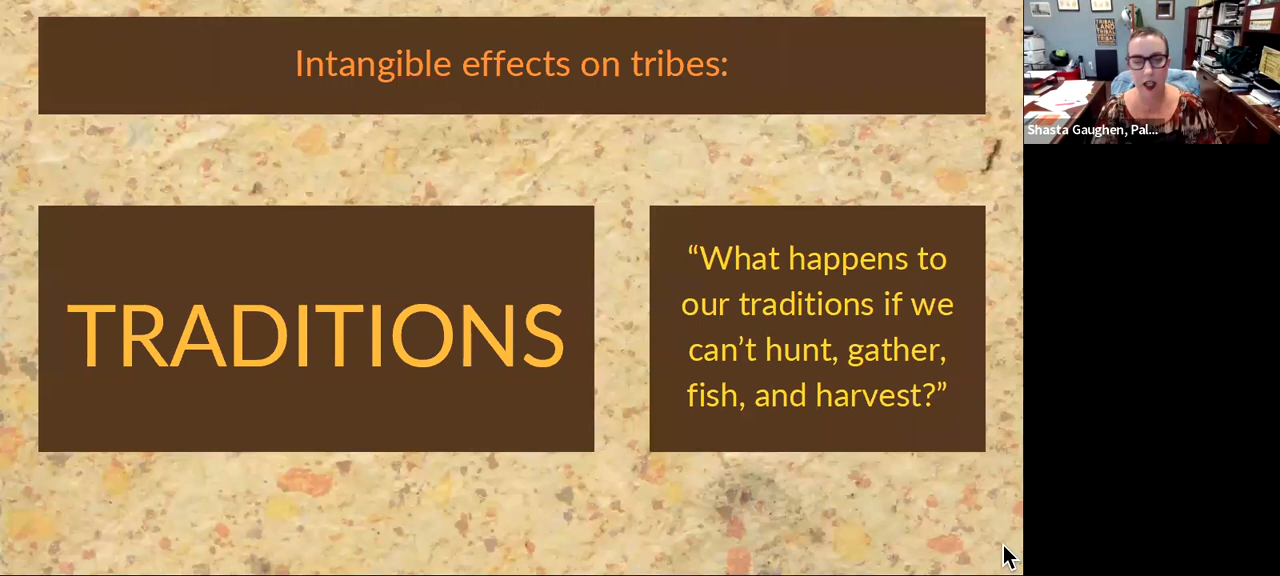 Intangible effects on tribes:
TRADITIONS
“What happens to
our traditions if we
can’t hunt, gather,
fish, and harvest?”
Shasta Gaughen, Pal...